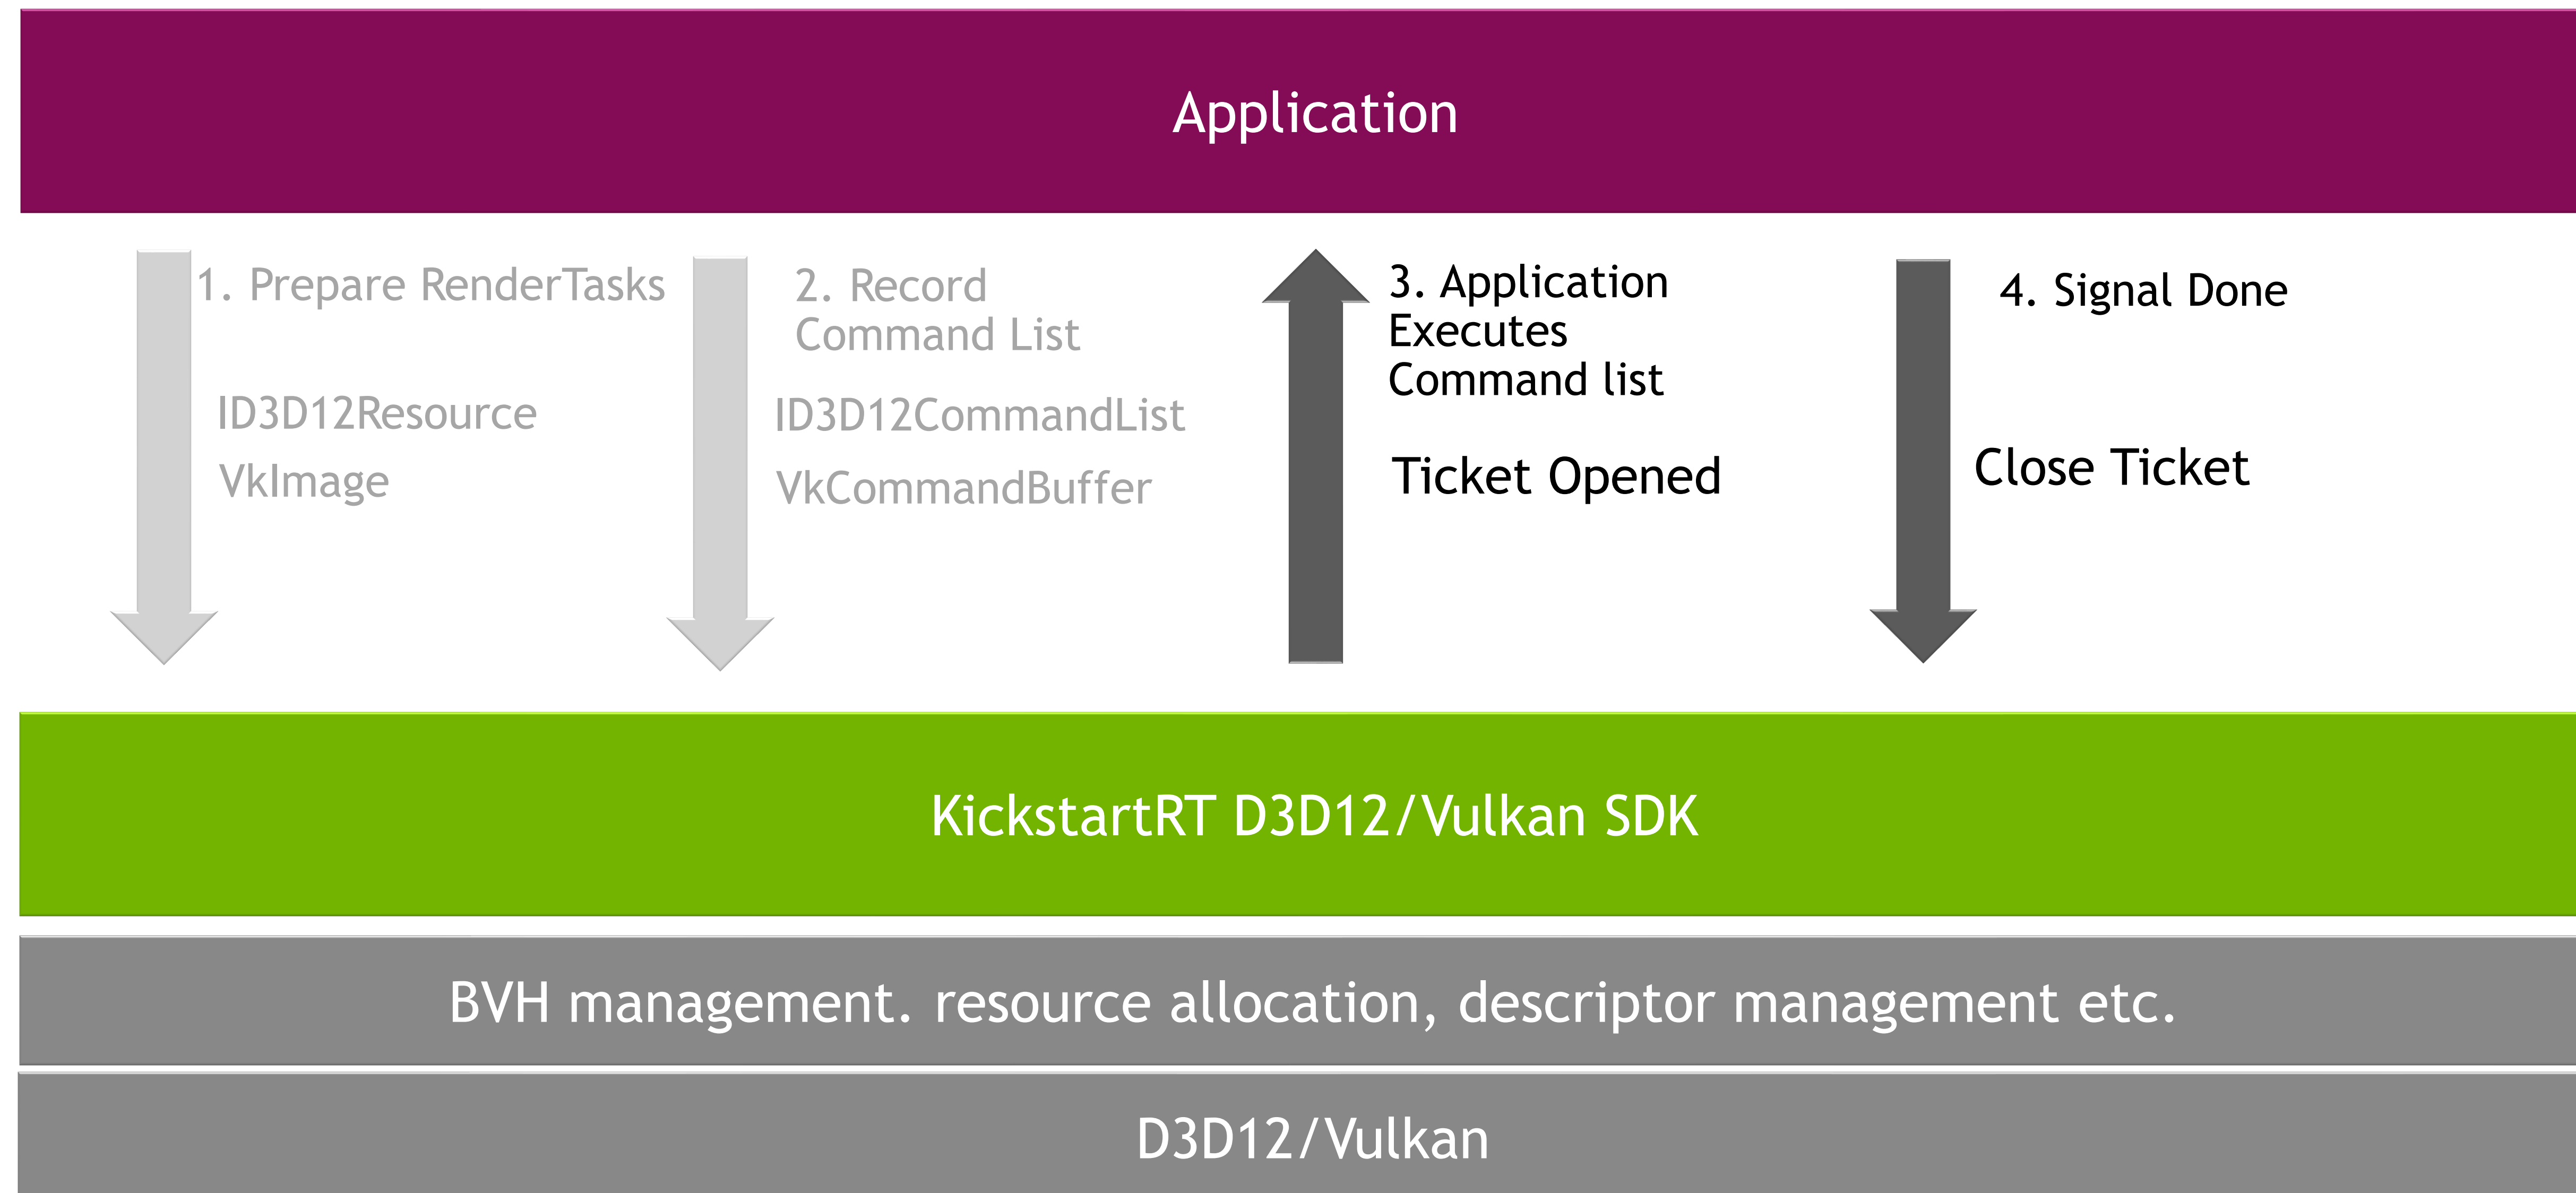 Application
1. Prepare RenderTasks
ID3D12Resource
VkImage
2. Record
Command List
ID3D12CommandList
VkCommandBuffer
3. Application
Executes
Command list
Ticket Opened
4. Signal Done
Close Ticket
KickstartRT D3D12/Vulkan SDK
BVH management. resource allocation, descriptor management etc.
D3D12/Vulkan